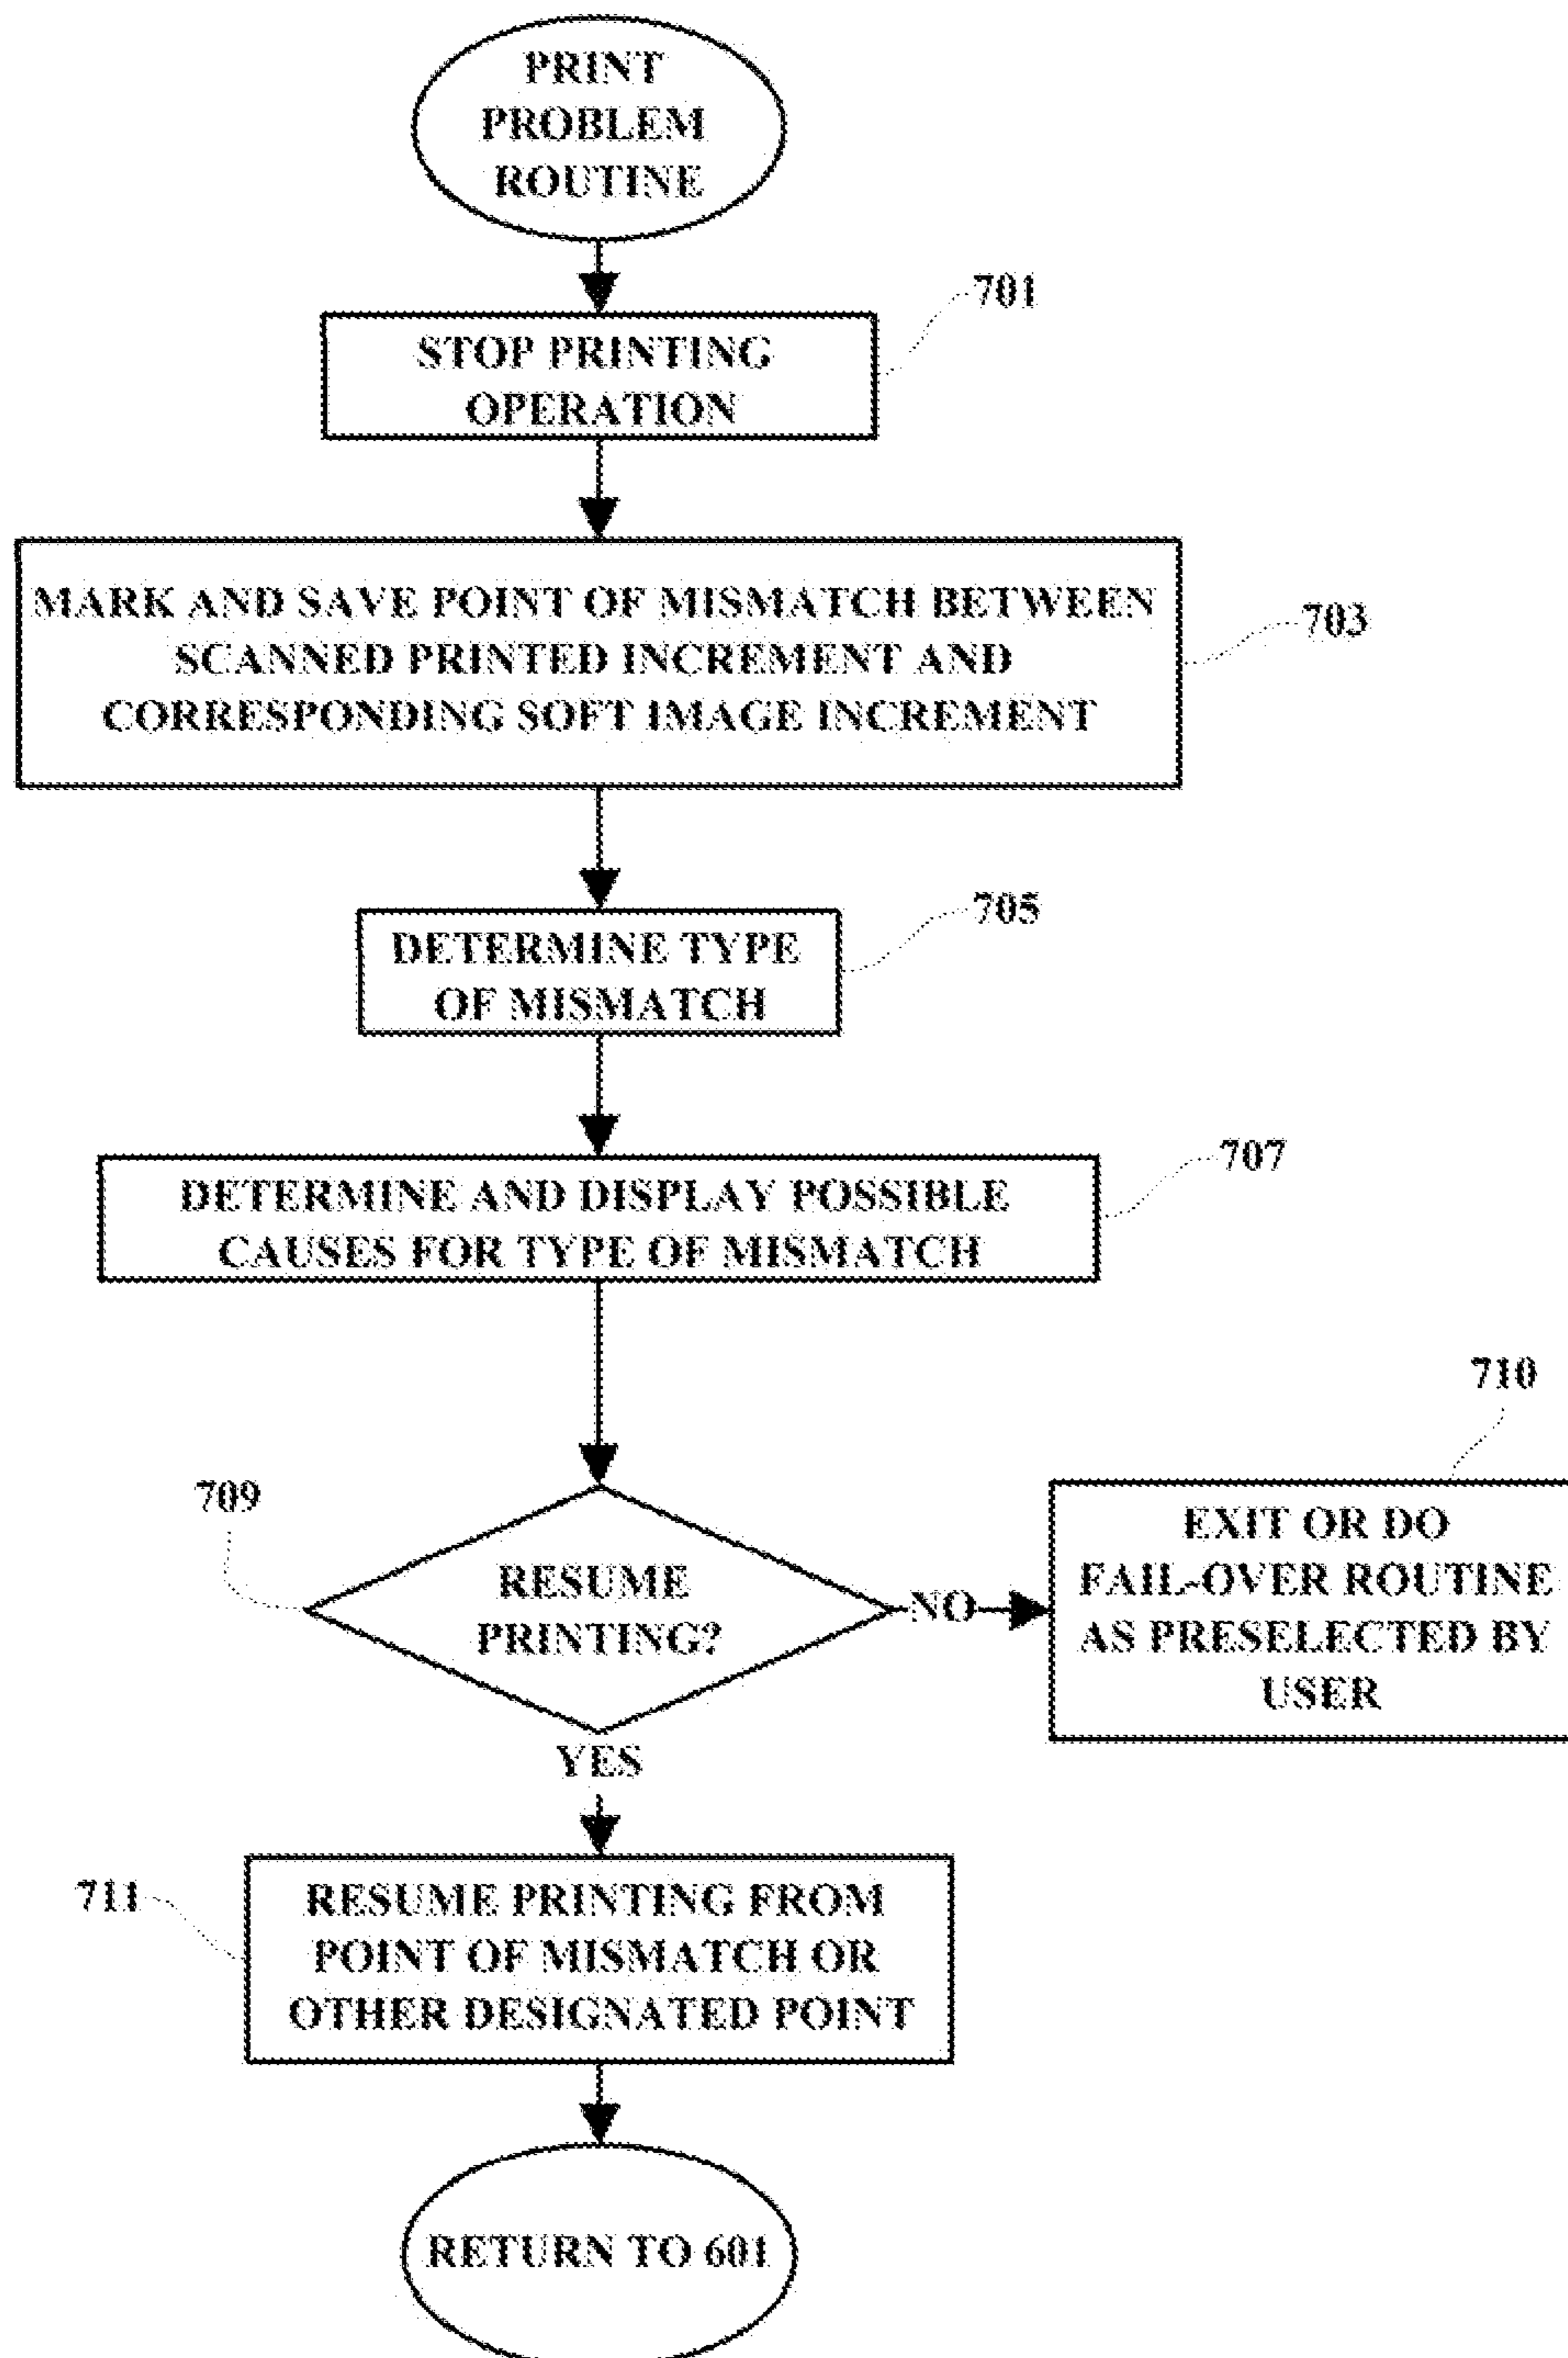 PRINT
PROBLEM
ROUTINE
701
STOP PRINTING
OPERATION
MARK AND SAVE POINT OF MISMATCH BETWEEN
SCANNED PRINTED INCREMENT AND
CORRESPONDING SOFT IMAGE INCREMENT
703
705
DETERMINE TYPE
OF MISMATCH
707
DETERMINE AND DISPLAY POSSIBLE
CAUSES FOR TYPE OF MISMATCH
709
RESUME
PRINTING?
NO
710
EXIT OR DO
FAIL-OVER ROUTINE
AS PRESELECTED BY
USER
YES
711
RESUME PRINTING FROM
POINT OF MISMATCH OR
OTHER DESIGNATED POINT
RETURN TO 601